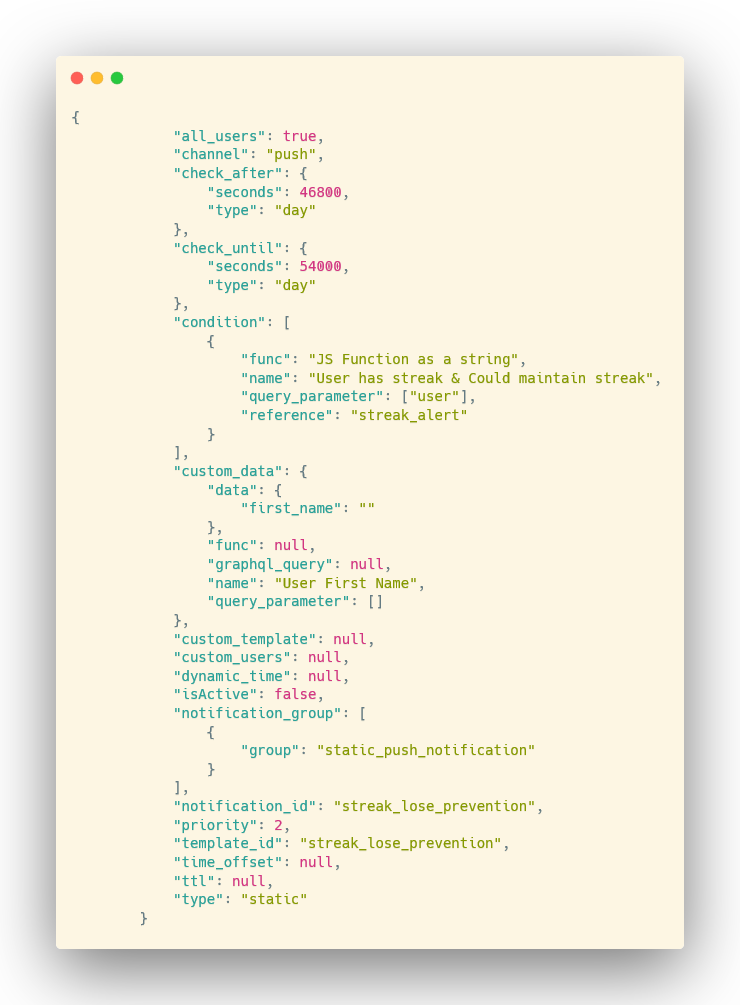 {
"all_users": true,
"channel": "push",
"check_after": {
"seconds": 46800,
"type": "day"
},
"check_until": {
"seconds": 54000,
"type": "day"
},
"condition": [
{
"func": "JS Function as a string",
"name": "User has streak & Could maintain streak",
"query_parameter": ["user"],
"reference": "streak_alert"
}
],
"custom_data": {
"data": {
"first_name": ""
},
"func": null,
"graphql_query": null,
"name": "User First Name",
"query_parameter": []
},
"custom_template": null,
"custom_users": null,
"dynamic_time": null,
"isActive": false,
"notification_group": [
{
"group": "static_push_notification"
}
],
"notification_id": "streak_lose_prevention",
"priority": 2,
"template_id": "streak_lose_prevention",
"time_offset": null,
"ttl": null,
"type": "static"
}